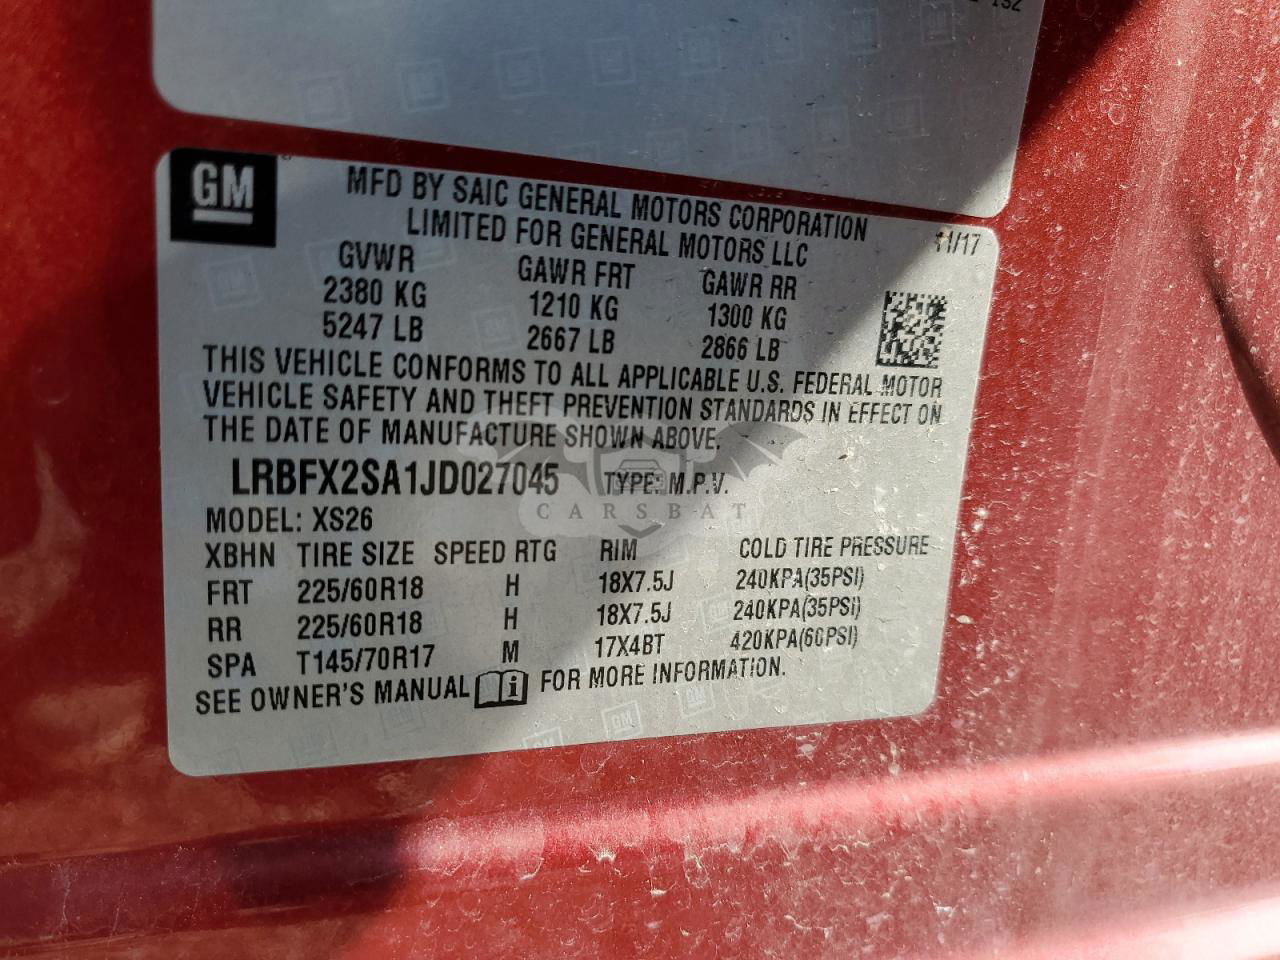 132
GM
MFD BY SAIC GENERAL MOTORS CORPORATION
LIMITED FOR GENERAL MOTORS LLC
11/17
GVWR GAWR FRT GAWR RR
2380 KG 1210 KG 1300 KG
5247 LB 2667 LB 2866 LB
THIS VEHICLE CONFORMS TO ALL APPLICABLE U.S. FEDERAL MOTOR
VEHICLE SAFETY AND THEFT PREVENTION STANDARDS IN EFFECT ON
THE DATE OF MANUFACTURE SHOWN ABOVE.
LRBFX2SA1JD027045 TYPE: M.P.V.
CARSBAT
MODEL: XS26
XBHN TIRE SIZE SPEED RTG RIM COLD TIRE PRESSURE
FRT 225/60R18 H 18X7.5J 240KPA(35PSI)
RR 225/60R18 H 18X7.5J 240KPA(35PSI)
SPA T145/70R17 M 17X4BT 420KPA(60PSI)
SEE OWNER'S MANUAL i FOR MORE INFORMATION.